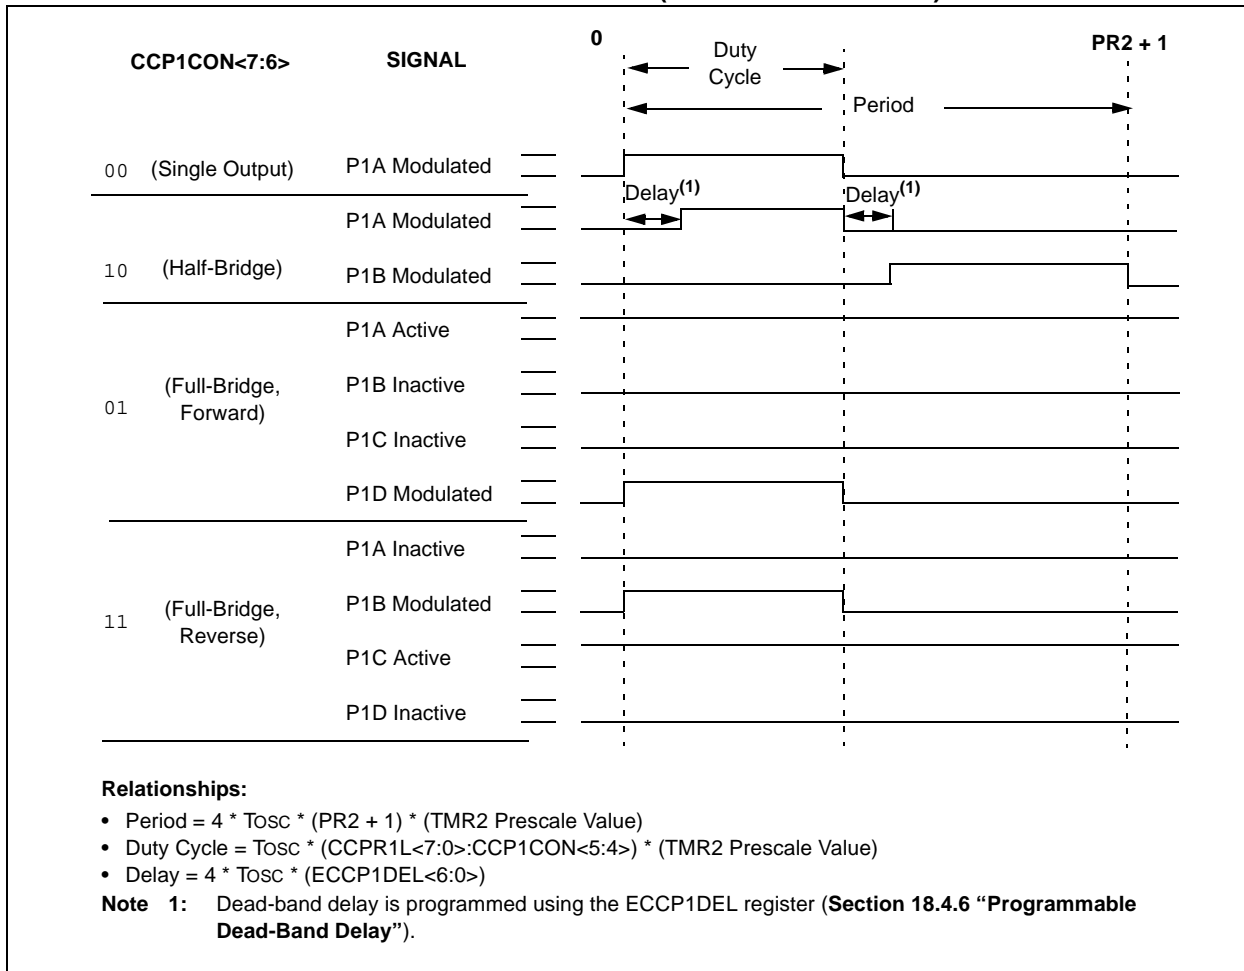 0
PR2 + 1
CCP1CON<7:6>
SIGNAL
Duty
Cycle
Period
00 (Single Output) P1A Modulated
Delay(1) Delay(1)
P1A Modulated
10 (Half-Bridge)
P1B Modulated
P1A Active
01 (Full-Bridge,
Forward)
P1B Inactive
P1C Inactive
P1D Modulated
P1A Inactive
11 (Full-Bridge,
Reverse)
P1B Modulated
P1C Active
P1D Inactive
Relationships:
• Period = 4 * TOSC * (PR2 + 1) * (TMR2 Prescale Value)
• Duty Cycle = TOSC * (CCPR1L<7:0>:CCP1CON<5:4>) * (TMR2 Prescale Value)
• Delay = 4 * TOSC * (ECCP1DEL<6:0>)
Note 1: Dead-band delay is programmed using the ECCP1DEL register (Section 18.4.6 “Programmable
Dead-Band Delay”).